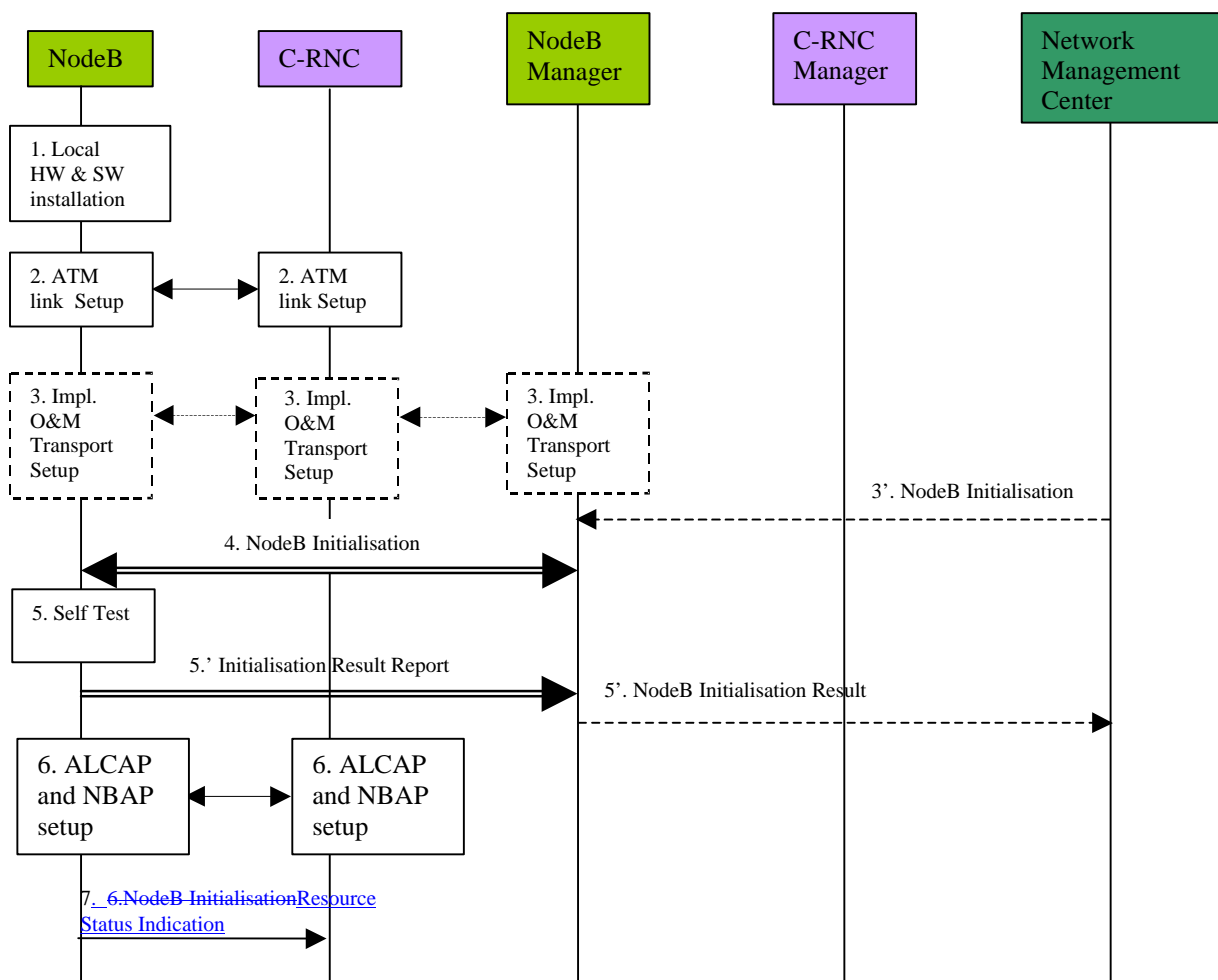 NodeB
C-RNC
NodeB
Manager
C-RNC
Manager
Network
Management
Center
1. Local
HW & SW
installation
2. ATM
link Setup
2. ATM
link Setup
3. Impl.
O&M
Transport
Setup
3. Impl.
O&M
Transport
Setup
3. Impl.
O&M
Transport
Setup
3’. NodeB Initialisation
4. NodeB Initialisation
5. Self Test
5.’ Initialisation Result Report
5’. NodeB Initialisation Result
6. ALCAP
and NBAP
setup
6. ALCAP
and NBAP
setup
7. 6.NodeB InitialisationResource
Status Indication